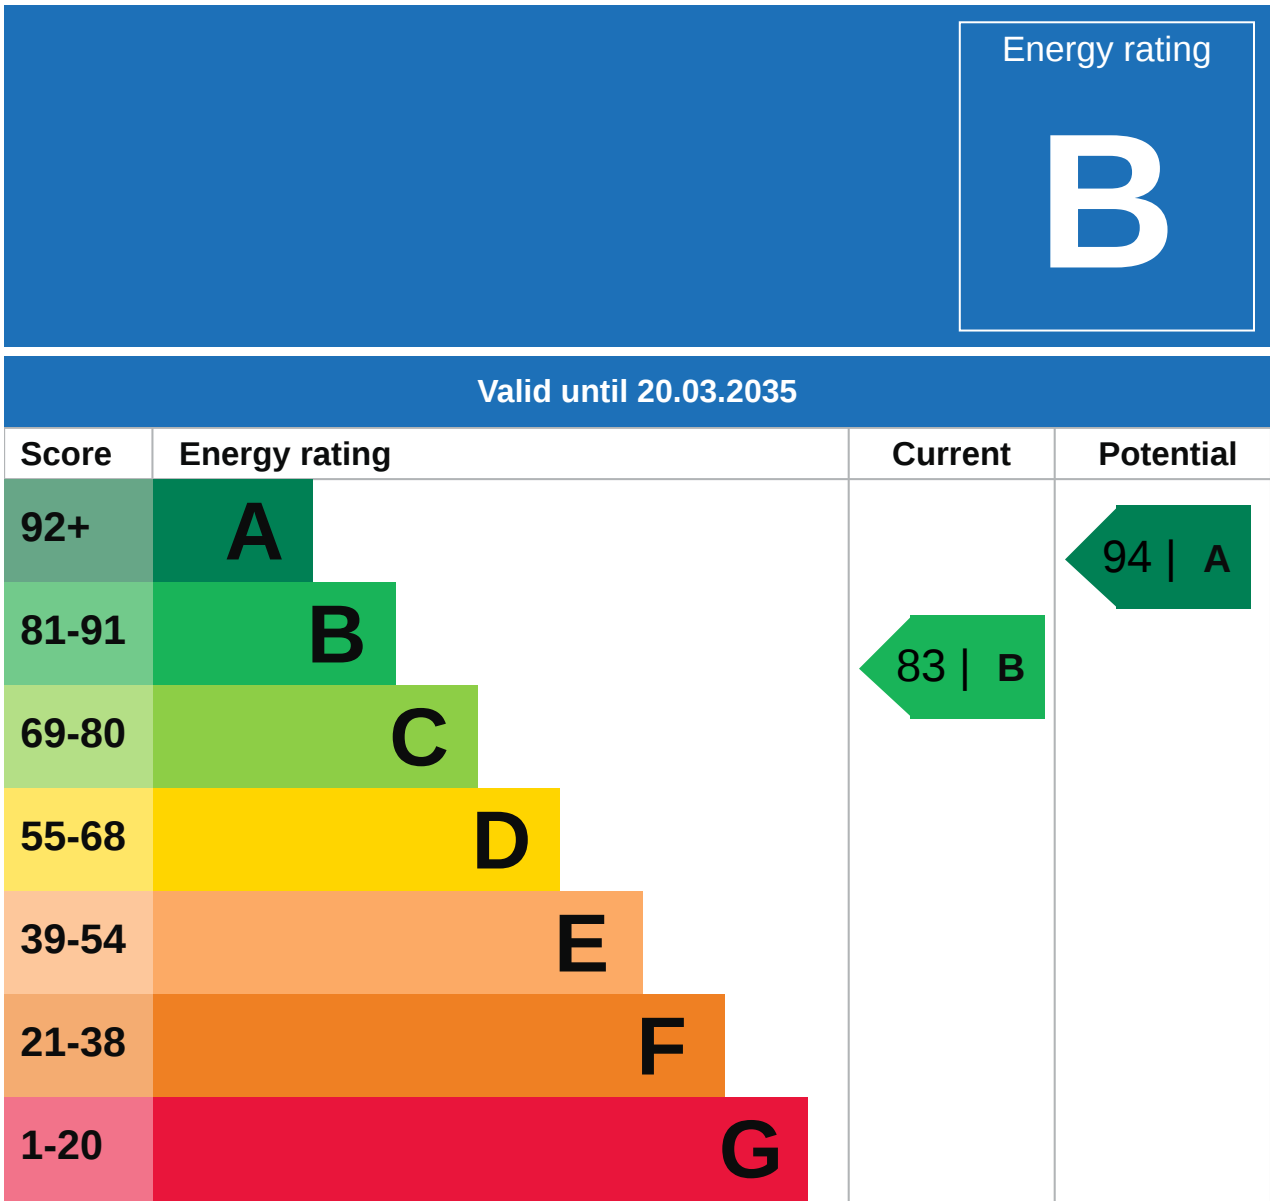 Energy rating
B
Valid until 20.03.2035
Score Energy rating Current Potential
92+ A 94 | A
81-91 B 83 | B
69-80 C
55-68 D
39-54 E
21-38 F
1-20 G